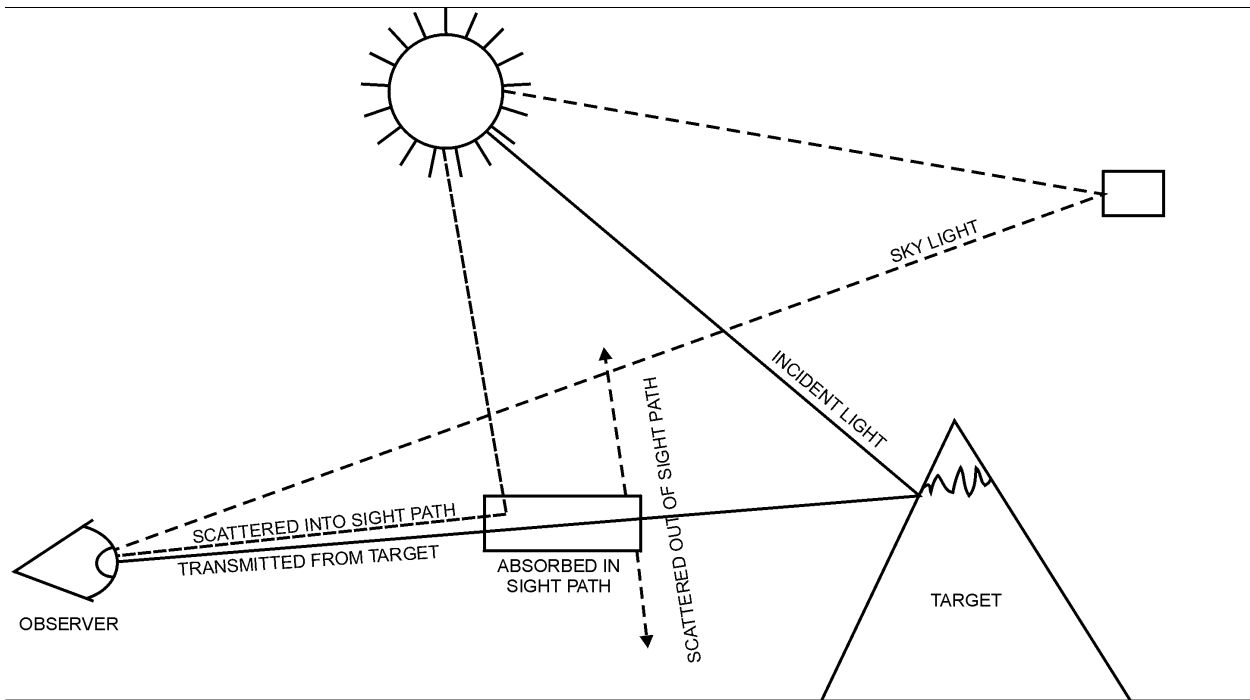 SKY LIGHT
INCIDENT LIGHT
SCATTERED OUT OF SIGHT PATH
SCATTERED INTO SIGHT PATH
TRANSMITTED FROM TARGET
ABSORBED IN
SIGHT PATH
TARGET
OBSERVER